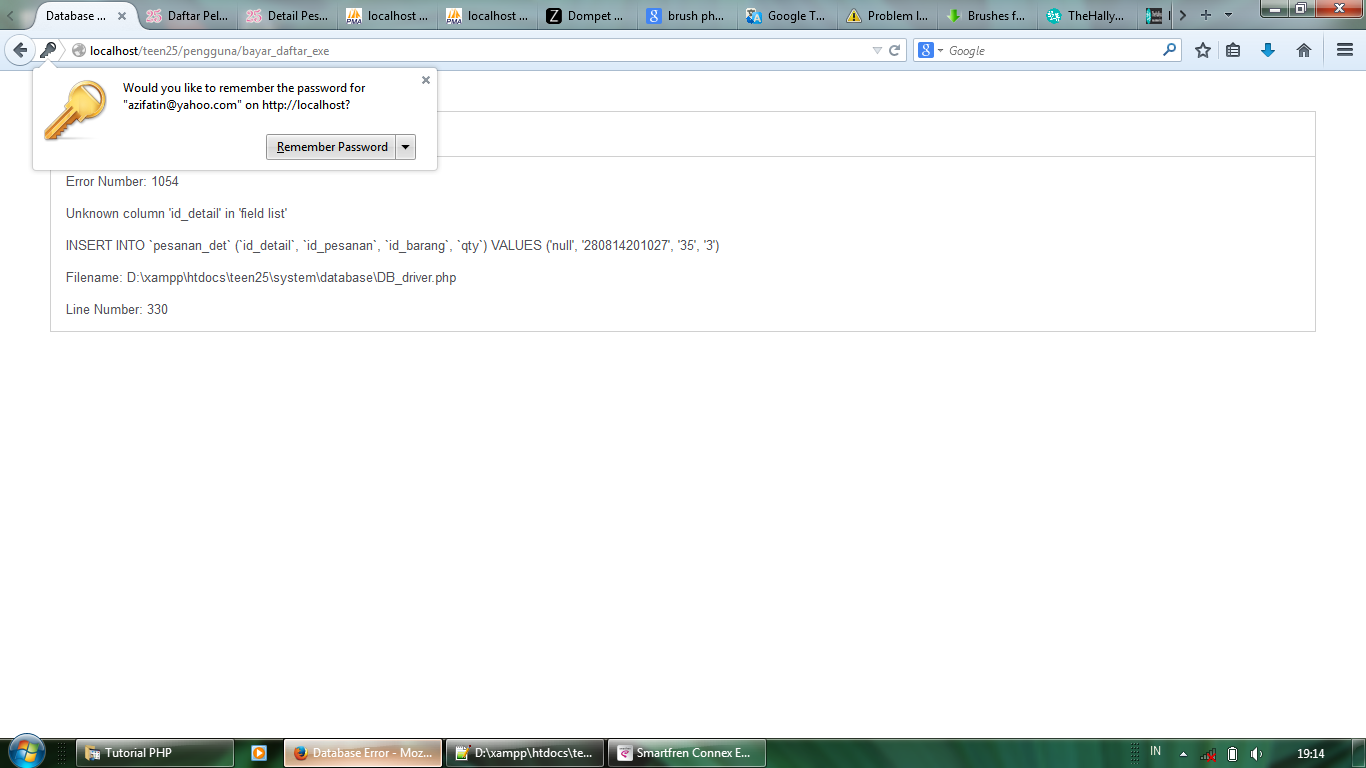 Database ...
Daftar Pel...
Detail Pes...
localhost ...
localhost ...
Dompet ...
brush ph...
Google T...
Problem l...
Brushes f...
TheHally...
localhost/teen25/pengguna/bayar_daftar_exe
Google
Would you like to remember the password for
"azifatin@yahoo.com" on http://localhost?
Remember Password
Error Number: 1054
Unknown column 'id_detail' in 'field list'
INSERT INTO `pesanan_det` (`id_detail`, `id_pesanan`, `id_barang`, `qty`) VALUES ('null', '280814201027', '35', '3')
Filename: D:\xampp\htdocs\teen25\system\database\DB_driver.php
Line Number: 330
Tutorial PHP
Database Error - Moz...
D:\xampp\htdocs\te...
Smartfren Connex E...
IN
19:14